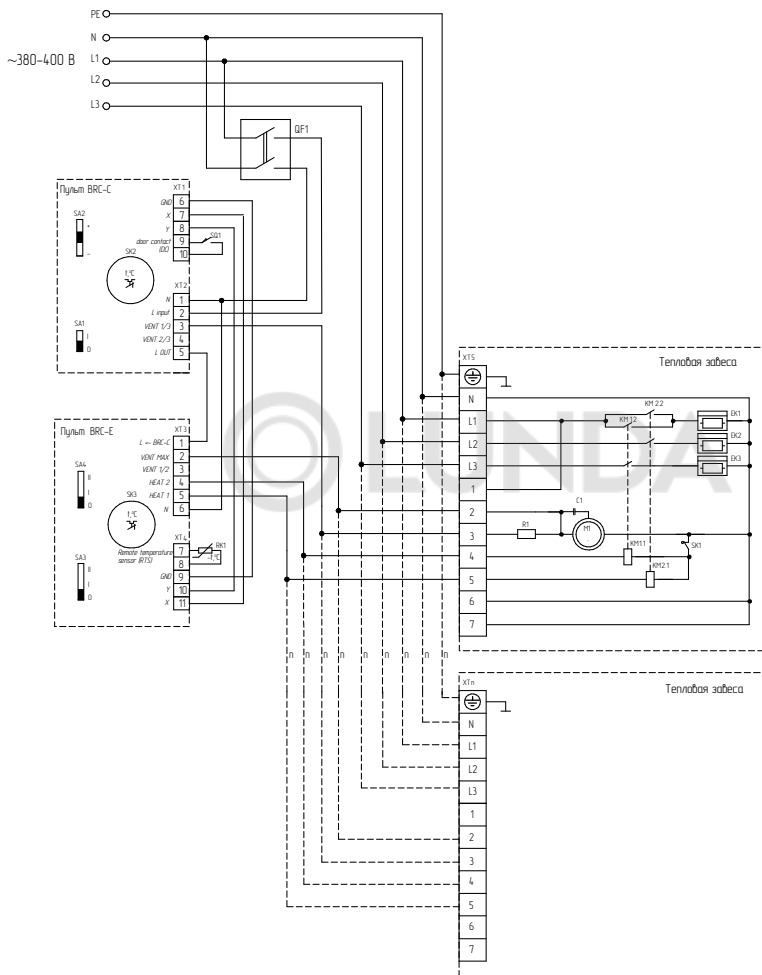 PE
N
~380-400 В
L1
L2
L3
QF1
Пульт BRC-C
XT1
SA2
+
-
SK2
t,°C
GND 6
X 7
Y 8
door contact (DC) 9
10
SQ1
XT2
N 1
L input 2
VENT 1/3 3
VENT 2/3 4
L OUT 5
SA1
I
0
Пульт BRC-E
XT3
L ← BRC-C 1
VENT MAX 2
VENT 1/2 3
HEAT 2 4
HEAT 1 5
N 6
SA4
II
I
0
SK3
t,°C
XT4
Remote temperature sensor (RTS) 7
8
RK1
-t,°C
GND 9
Y 10
X 11
SA3
II
I
0
LUNDA
XT5
Тепловая завеса
N
L1
L2
L3
1
2
3
4
5
6
7
KM2.2
KM1.2
EK1
EK2
EK3
C1
R1
M1
KM1.1
SK1
KM2.1
n n n n n n n n n
XTn
Тепловая завеса
N
L1
L2
L3
1
2
3
4
5
6
7